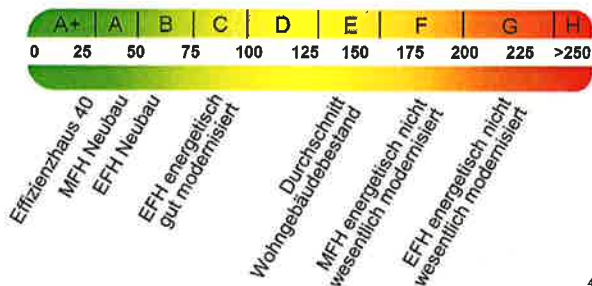 A+ A B C D E F G H
0 25 50 75 100 125 150 175 200 225 >250
Effizienzhaus 40
MFH Neubau
EFH Neubau
EFH energetisch
gut modernisiert
Durchschnitt
Wohngebäudebestand
MFH energetisch nicht
wesentlich modernisiert
EFH energetisch nicht
wesentlich modernisiert